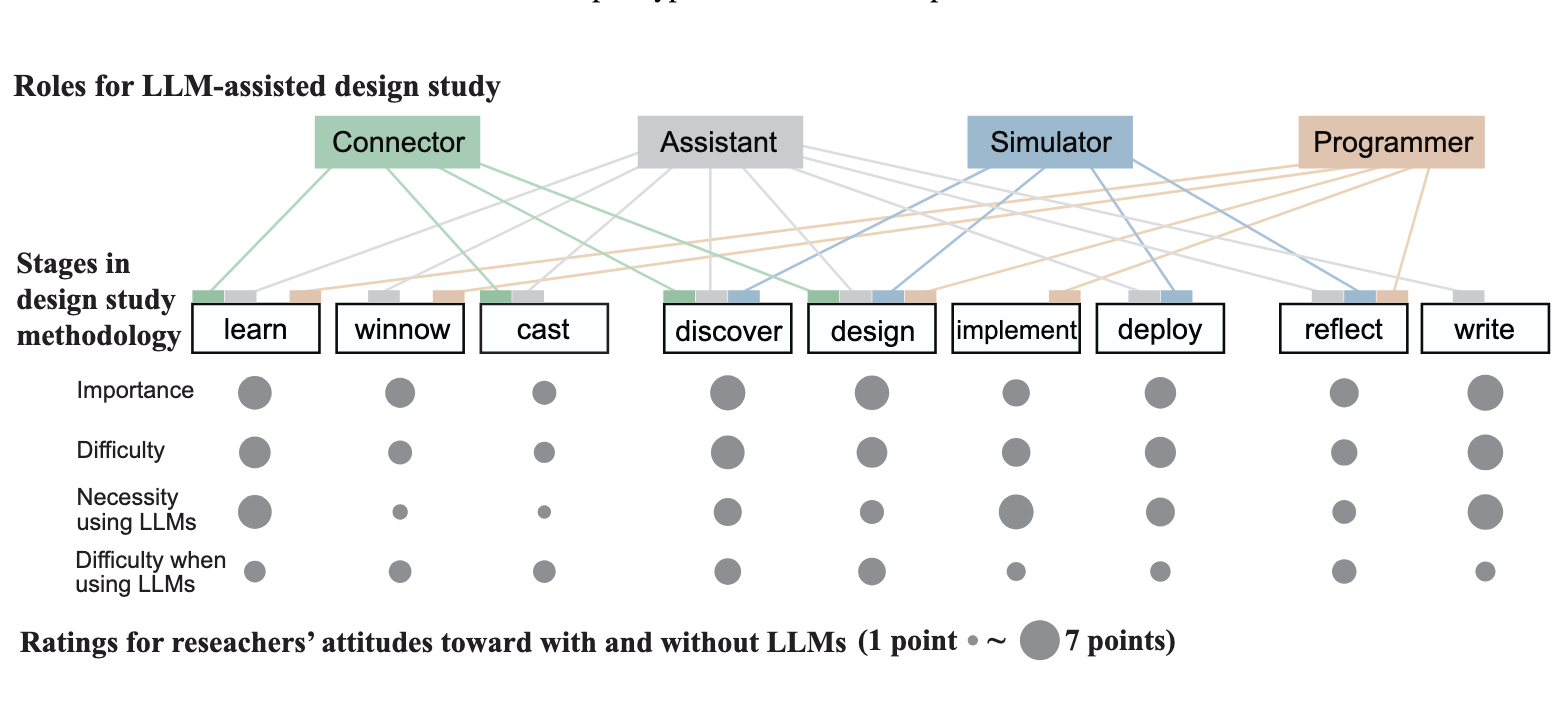 Roles for LLM-assisted design study
Connector Assistant Simulator Programmer
Stages in
design study
methodology
learn winnow cast discover design implement deploy reflect write
Importance
Difficulty
Necessity
using LLMs
Difficulty when
using LLMs
Ratings for reseachers’ attitudes toward with and without LLMs (1 point ~ 7 points)